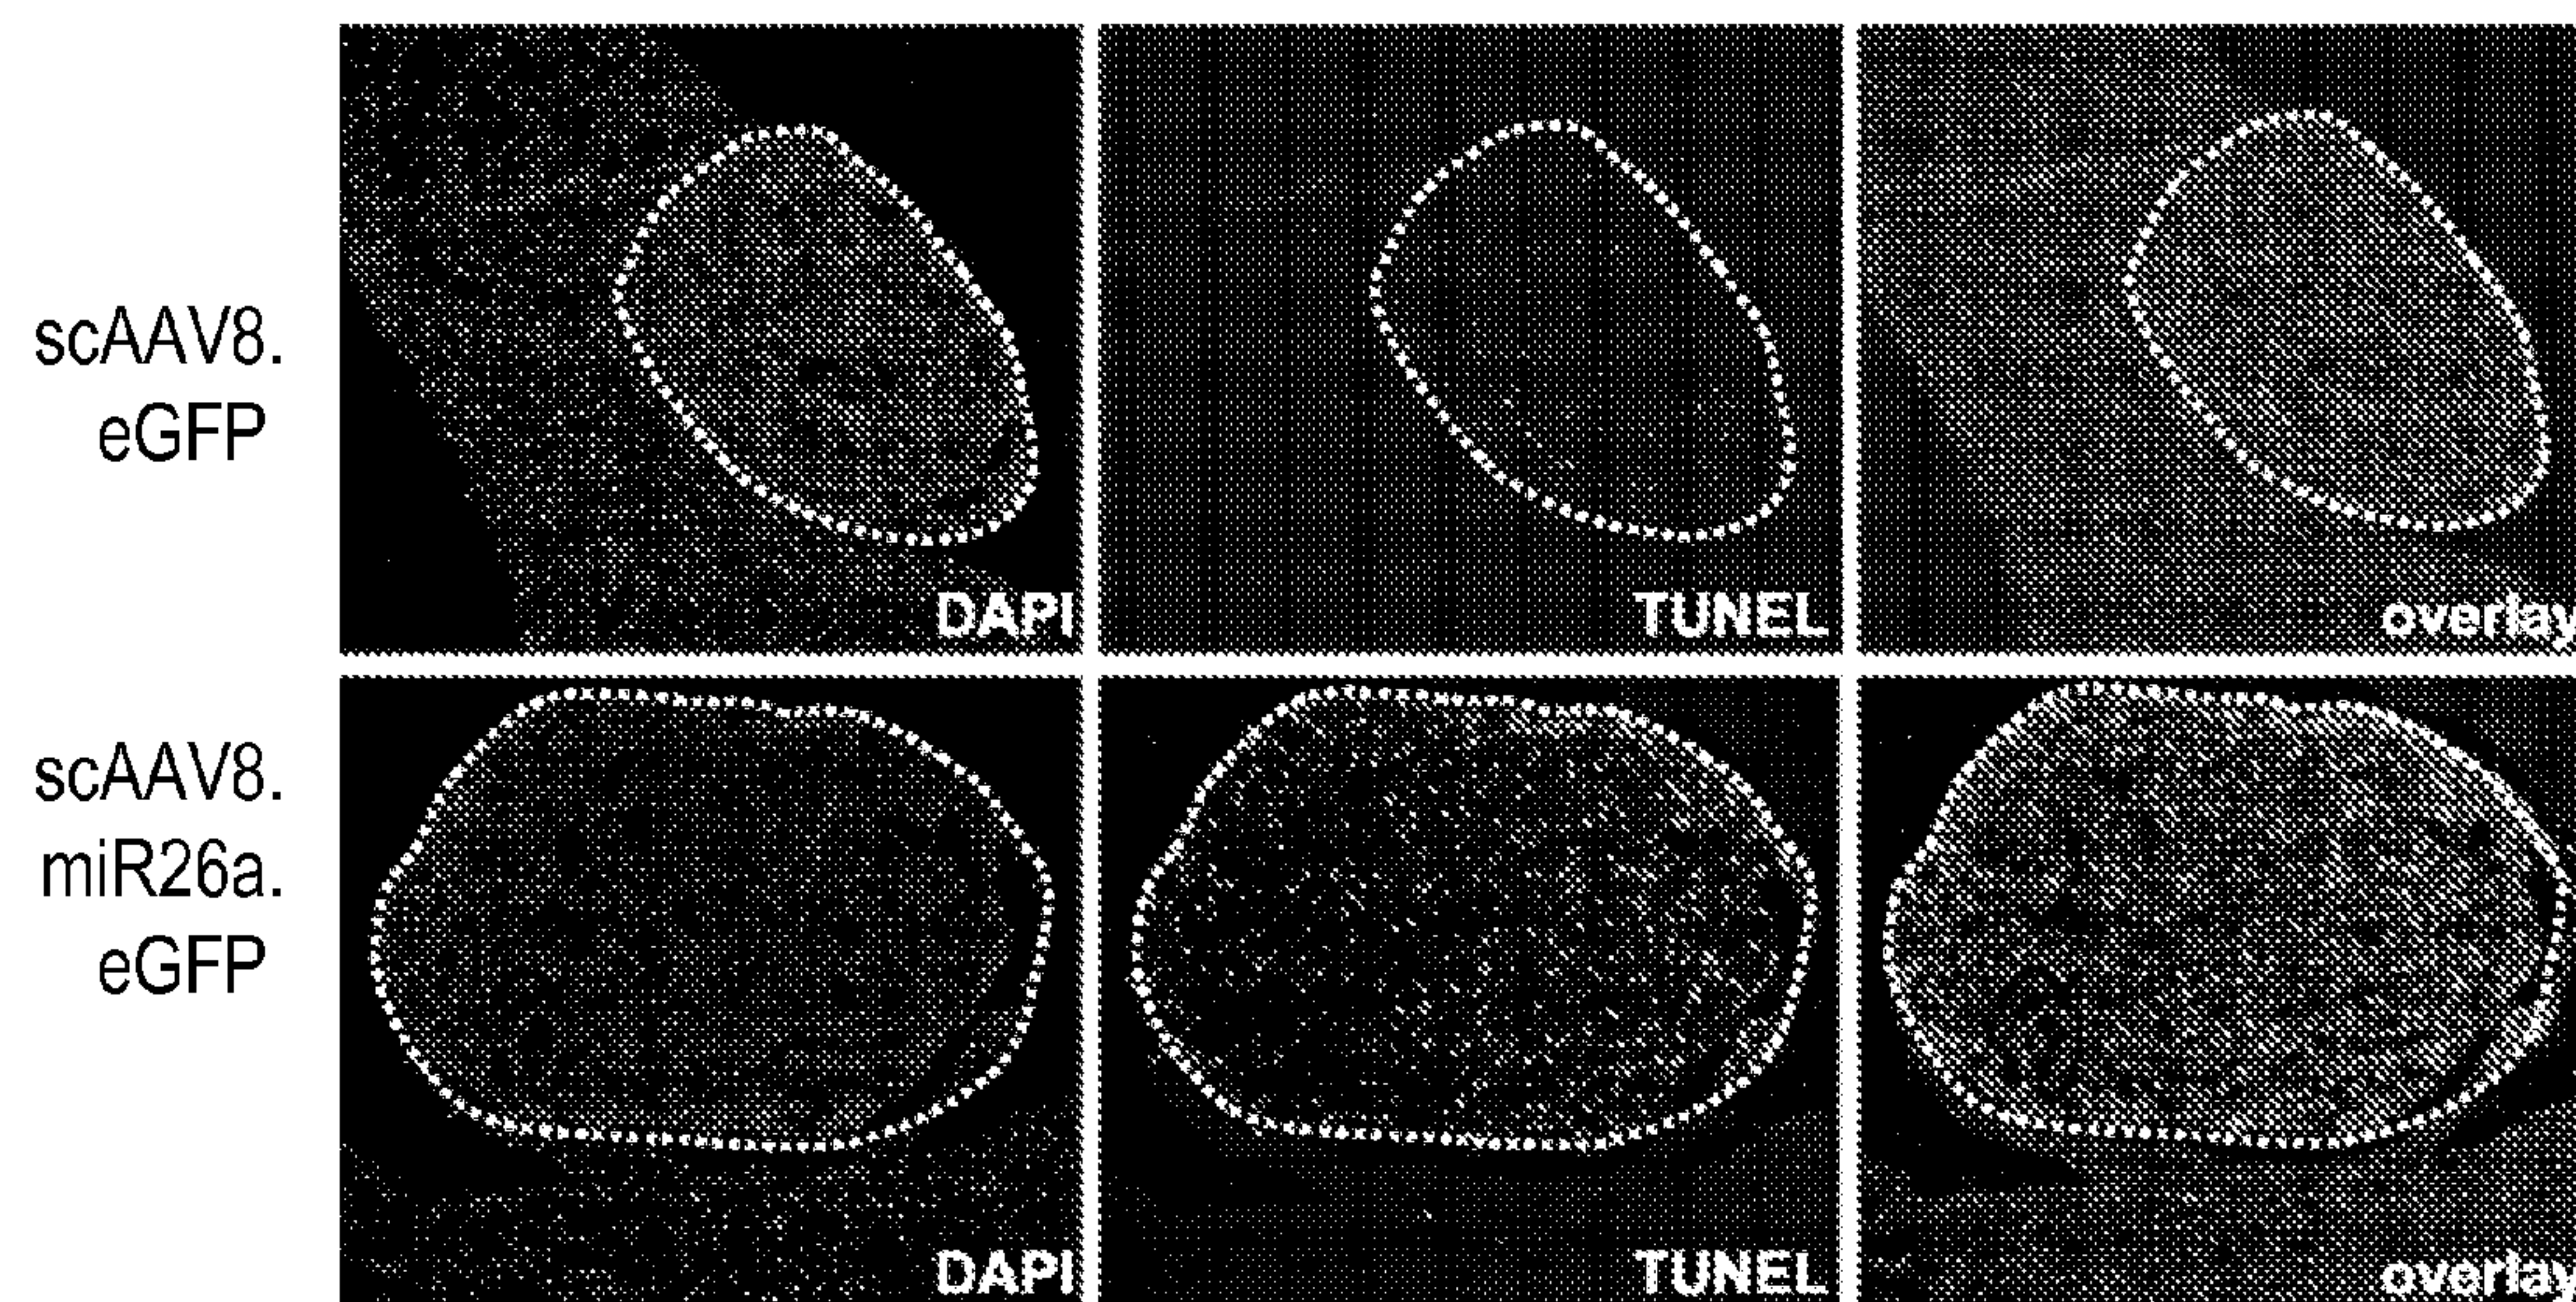 scAAV8.
eGFP
DAPI
TUNEL
overlay
scAAV8.
miR26a.
eGFP
DAPI
TUNEL
overlay